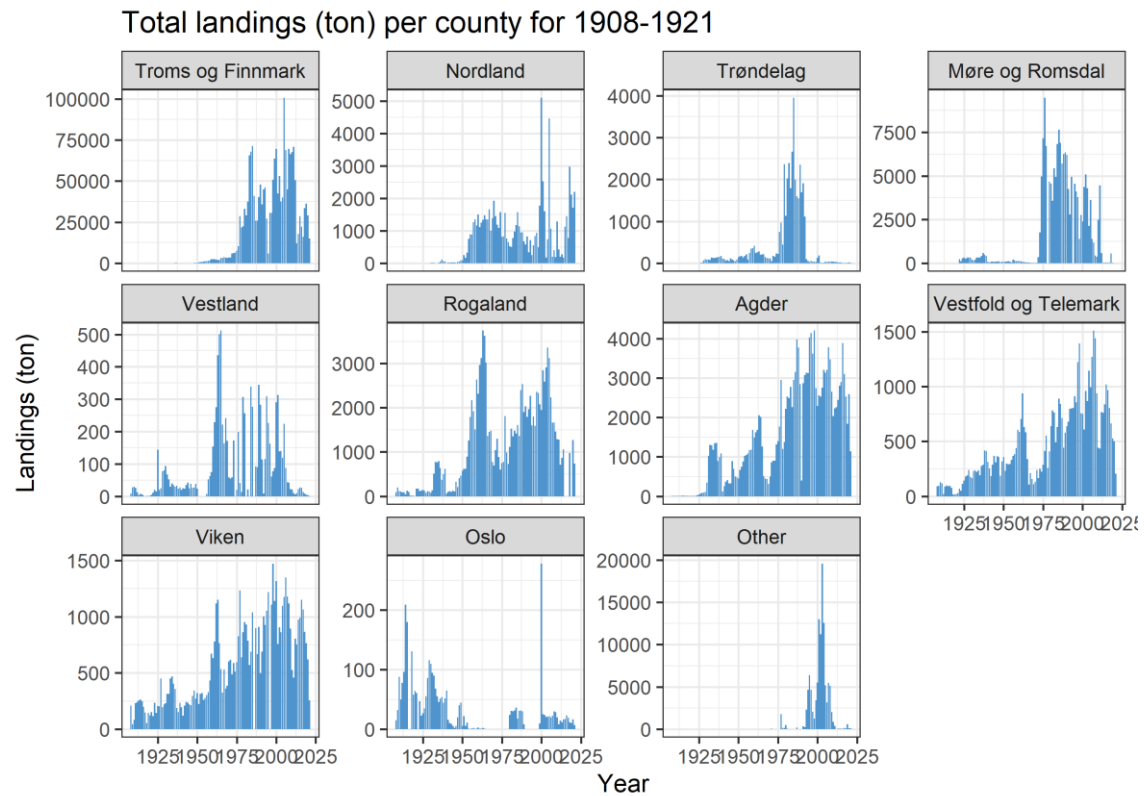 Total landings (ton) per county for 1908-1921
Troms og Finnmark
Nordland
Trøndelag
Møre og Romsdal
100000
75000
50000
25000
0
5000
4000
3000
2000
1000
0
4000
3000
2000
1000
0
7500
5000
2500
0
Vestland
Rogaland
Agder
Vestfold og Telemark
500
400
300
200
100
0
3000
2000
1000
0
4000
3000
2000
1000
0
1500
1000
500
0
1925 1950 1975 2000 2025
Viken
Oslo
Other
1500
1000
500
0
200
100
0
20000
15000
10000
5000
0
1925 1950 1975 2000 2025
1925 1950 1975 2000 2025
1925 1950 1975 2000 2025
Landings (ton)
Year